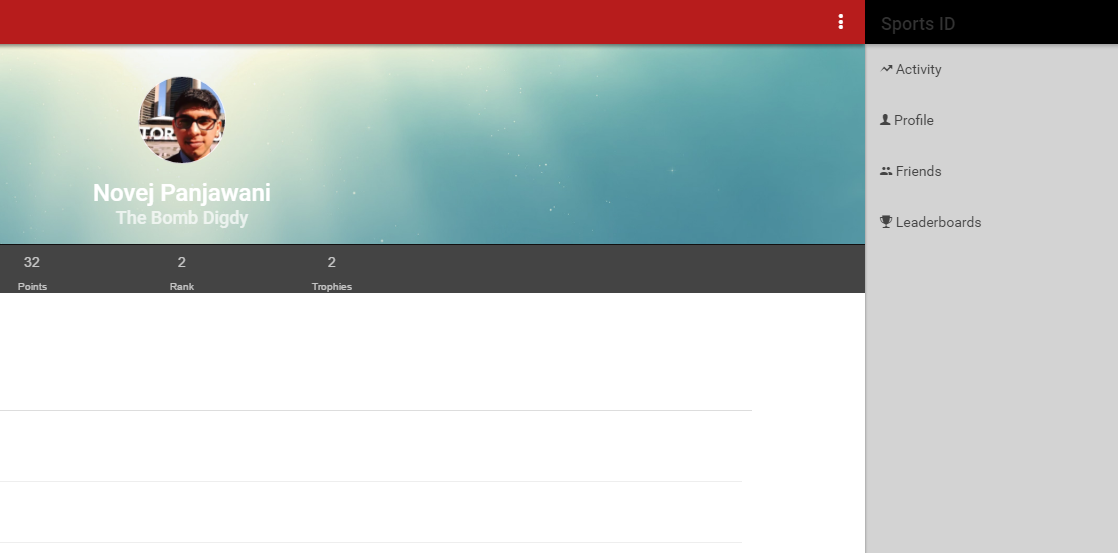 Sports ID
Activity
Profile
Friends
Leaderboards
TOR
Novej Panjawani
The Bomb Digdy
32 2 2
Points Rank Trophies